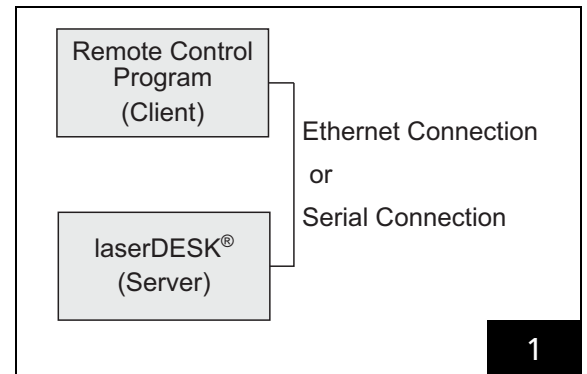 Remote Control
Program
(Client)
Ethernet Connection
or
Serial Connection
laserDESK®
(Server)
1